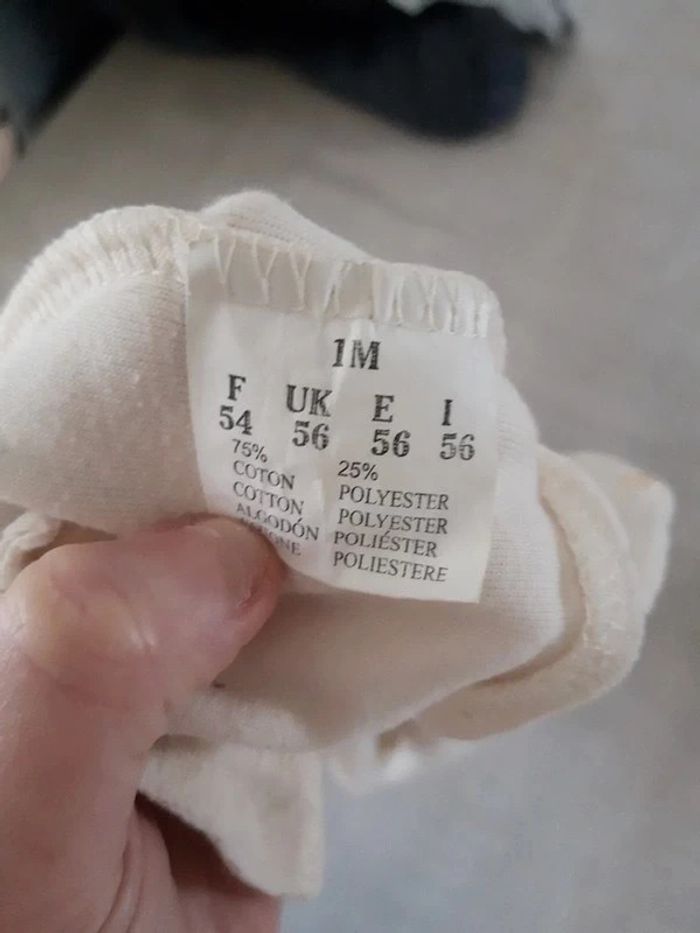 1M
F UK E I
54 56 56 56
75% 25%
COTON POLYESTER
COTTON POLYESTER
ALGODÓN POLIÉSTER
POLIESTERE